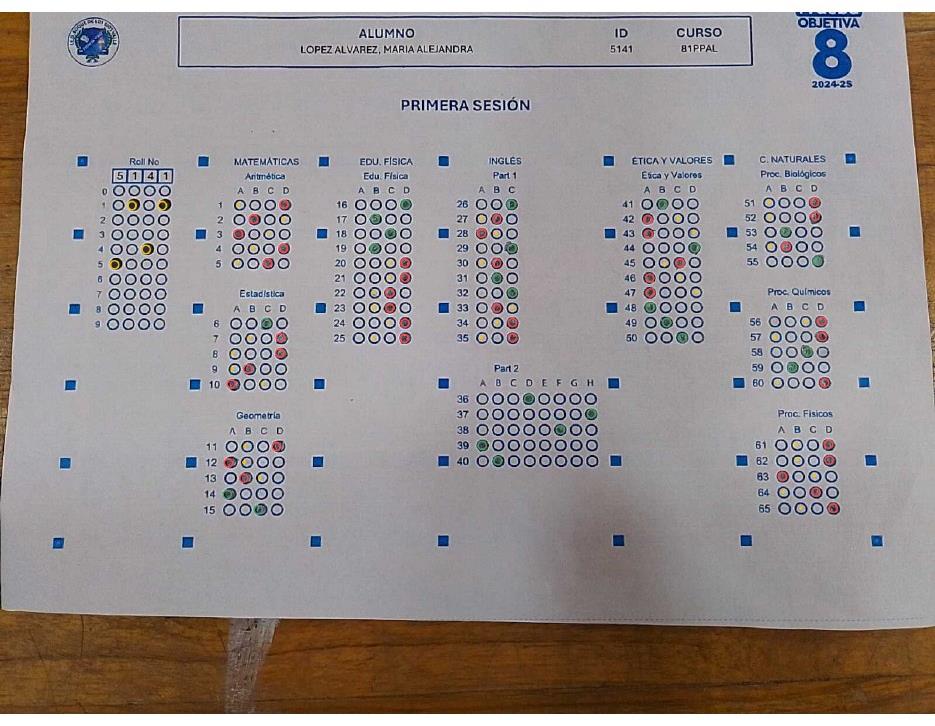 OBJETIVA
8
2024-2S
ALUMNO ID CURSO
LOPEZ ALVAREZ, MARIA ALEJANDRA 5141 81PPAL
PRIMERA SESIÓN
Roll No
5 1 4 1
0
1
2
3
4
5
6
7
8
9
MATEMÁTICAS
Aritmética
A B C D
1
2
3
4
5
Estadística
A B C D
6
7
8
9
10
Geometría
A B C D
11
12
13
14
15
EDU. FÍSICA
Edu. Física
A B C D
16
17
18
19
20
21
22
23
24
25
INGLÉS
Part 1
A B C
26
27
28
29
30
31
32
33
34
35
Part 2
A B C D E F G H
36
37
38
39
40
ÉTICA Y VALORES
Ética y Valores
A B C D
41
42
43
44
45
46
47
48
49
50
C. NATURALES
Proc. Biológicos
A B C D
51
52
53
54
55
Proc. Químicos
A B C D
56
57
58
59
60
Proc. Físicos
A B C D
61
62
63
64
65